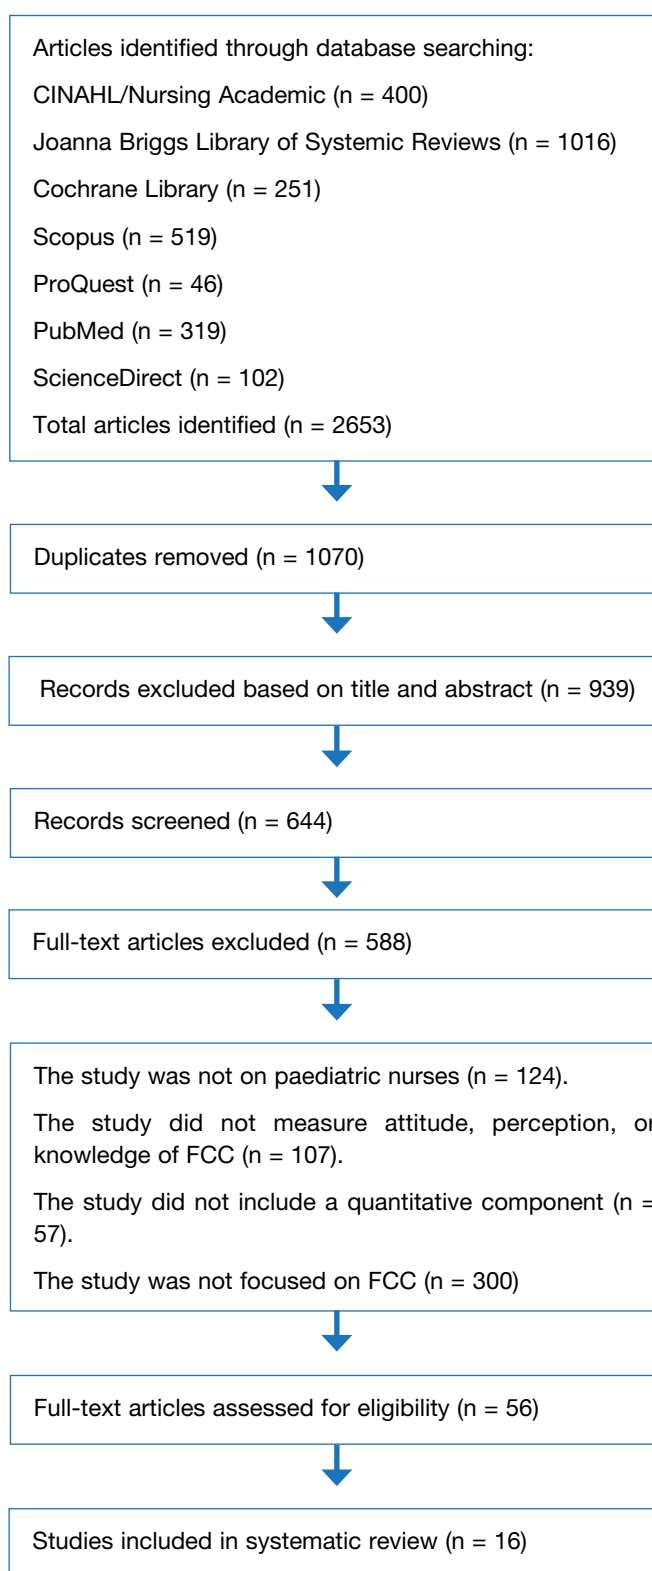 Articles identified through database searching:
CINAHL/Nursing Academic (n = 400)
Joanna Briggs Library of Systemic Reviews (n = 1016)
Cochrane Library (n = 251)
Scopus (n = 519)
ProQuest (n = 46)
PubMed (n = 319)
ScienceDirect (n = 102)
Total articles identified (n = 2653)
Duplicates removed (n = 1070)
Records excluded based on title and abstract (n = 939)
Records screened (n = 644)
Full-text articles excluded (n = 588)
The study was not on paediatric nurses (n = 124).
The study did not measure attitude, perception, or
knowledge of FCC (n = 107).
The study did not include a quantitative component (n =
57).
The study was not focused on FCC (n = 300)
Full-text articles assessed for eligibility (n = 56)
Studies included in systematic review (n = 16)